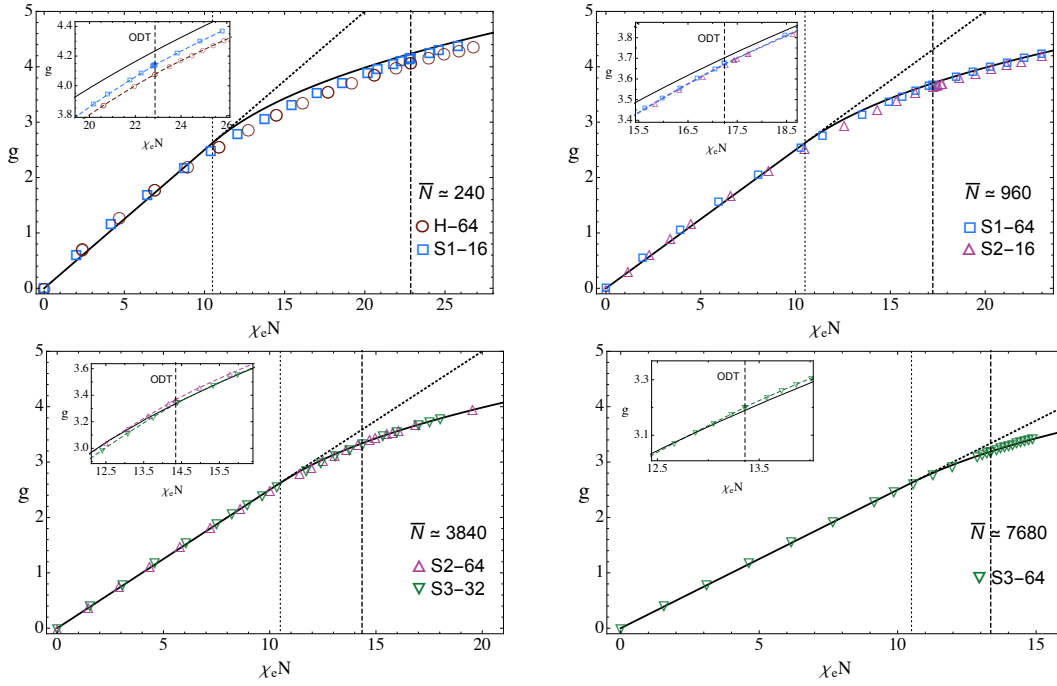 5
4
3
2
1
0
g
0
5
10
15
20
25
χₑN
N̅ ≃ 240
H−64
S1−16
4.4
4.2
4.0
3.8
g
20
22
24
26
χₑN
ODT
5
4
3
2
1
0
g
0
5
10
15
20
χₑN
N̅ ≃ 960
S1−64
S2−16
3.8
3.7
3.6
3.5
3.4
g
15.5
16.5
17.5
18.5
χₑN
ODT
5
4
3
2
1
0
g
0
5
10
15
20
χₑN
N̅ ≃ 3840
S2−64
S3−32
3.6
3.4
3.2
3.0
g
12.5
13.5
14.5
15.5
χₑN
ODT
5
4
3
2
1
0
g
0
5
10
15
χₑN
N̅ ≃ 7680
S3−64
3.3
3.1
g
12.5
13.5
χₑN
ODT